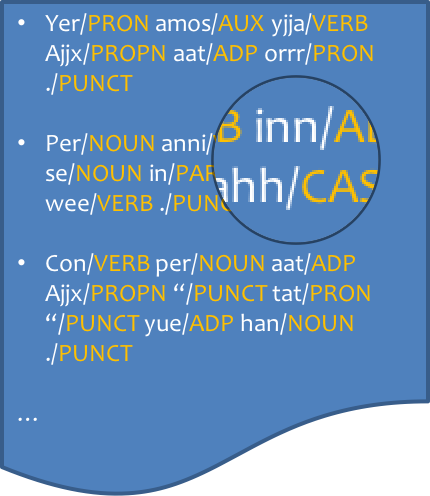 • Yer/PRON amos/AUX yjja/VERB
Ajjx/PROPN aat/ADP orrr/PRON
./PUNCT
• Per/NOUN anni/
se/NOUN in/PAR
wee/VERB ./PUNC
B inn/AD
ahh/CAS
• Con/VERB per/NOUN aat/ADP
Ajjx/PROPN “/PUNCT tat/PRON
“/PUNCT yue/ADP han/NOUN
./PUNCT
…